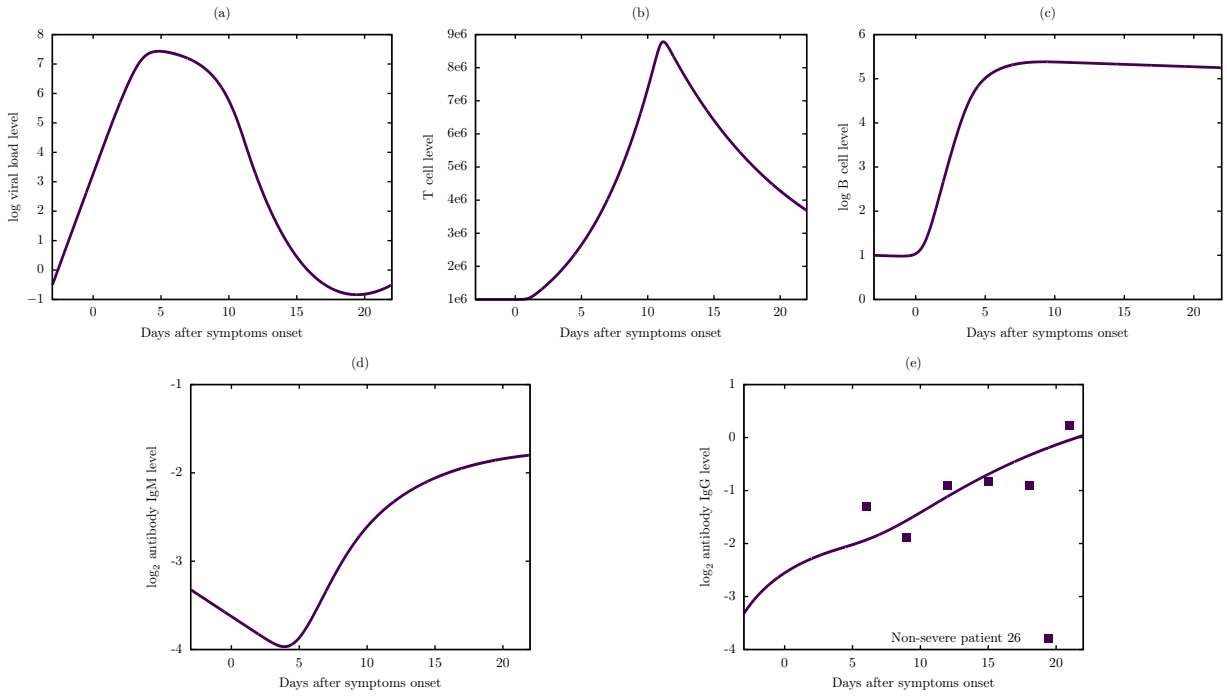 (a)
(b)
(c)
8
7
6
5
4
3
2
1
0
−1
log viral load level
0
5
10
15
20
Days after symptoms onset
9e6
8e6
7e6
6e6
5e6
4e6
3e6
2e6
1e6
T cell level
0
5
10
15
20
Days after symptoms onset
6
5
4
3
2
1
0
log B cell level
0
5
10
15
20
Days after symptoms onset
(d)
(e)
-1
-2
-3
-4
log₂ antibody IgM level
0
5
10
15
20
Days after symptoms onset
1
0
-1
-2
-3
-4
log₂ antibody IgG level
Non-severe patient 26
0
5
10
15
20
Days after symptoms onset